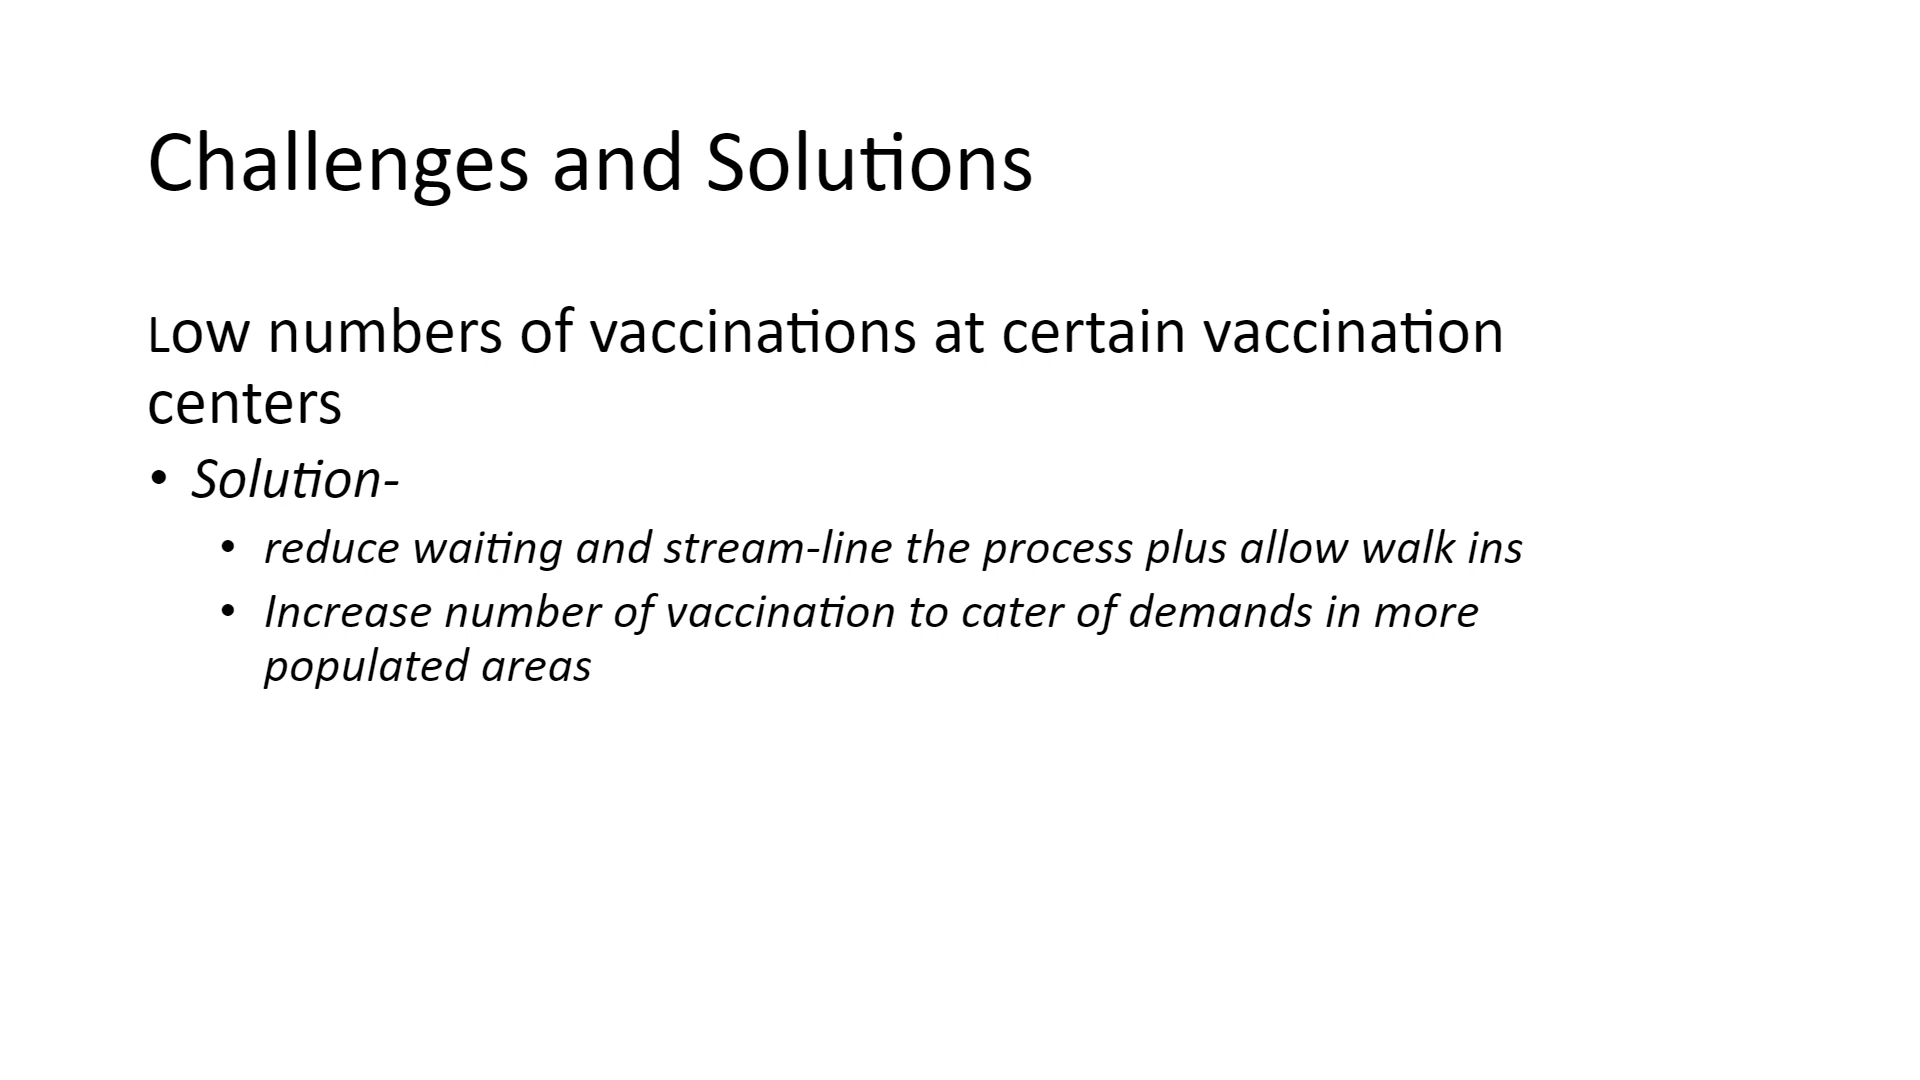 Challenges and Solutions
Low numbers of vaccinations at certain vaccination
centers
• Solution-
• reduce waiting and stream-line the process plus allow walk ins
• Increase number of vaccination to cater of demands in more
populated areas